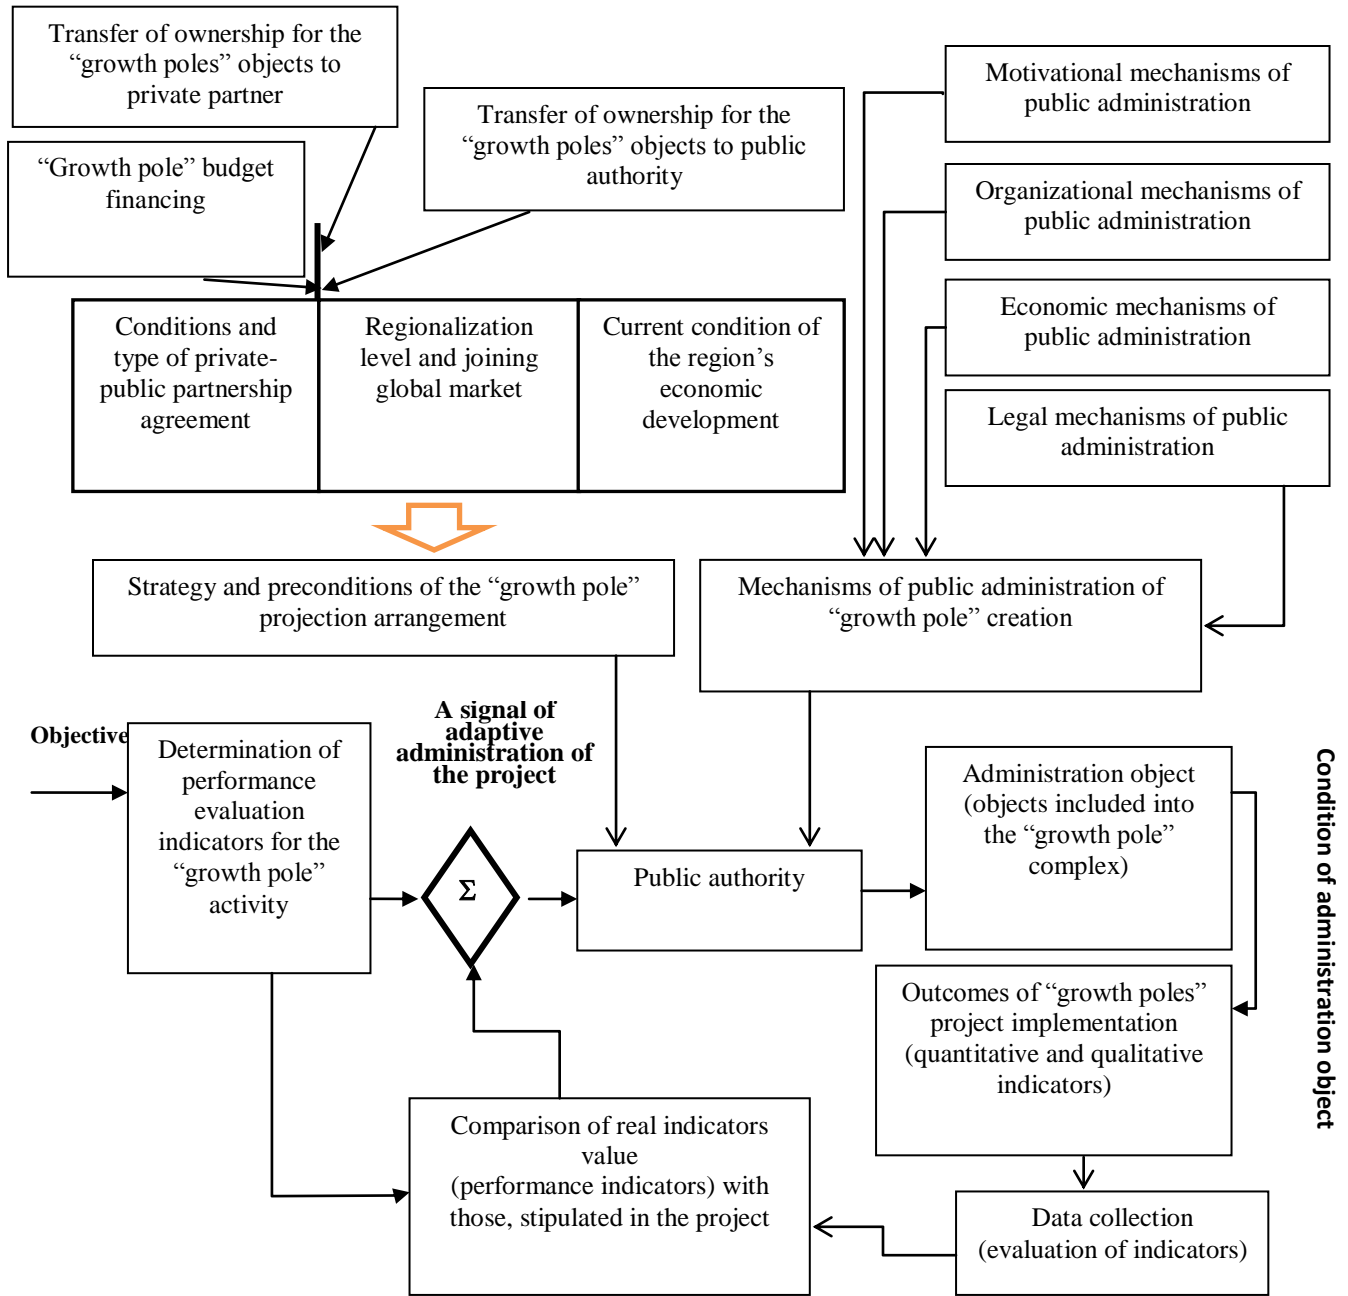 Transfer of ownership for the
“growth poles” objects to
private partner
“Growth pole” budget
financing
Transfer of ownership for the
“growth poles” objects to public
authority
Motivational mechanisms of
public administration
Organizational mechanisms of
public administration
Economic mechanisms of
public administration
Legal mechanisms of public
administration
Conditions and
type of private-
public partnership
agreement
Regionalization
level and joining
global market
Current condition of
the region’s
economic
development
Strategy and preconditions of the “growth pole”
projection arrangement
Mechanisms of public administration of
“growth pole” creation
Objective
Determination of
performance
evaluation
indicators for the
“growth pole”
activity
A signal of
adaptive
administration of
the project
Σ
Public authority
Administration object
(objects included into
the “growth pole”
complex)
Condition of administration object
Outcomes of “growth poles”
project implementation
(quantitative and qualitative
indicators)
Comparison of real indicators
value
(performance indicators) with
those, stipulated in the project
Data collection
(evaluation of indicators)